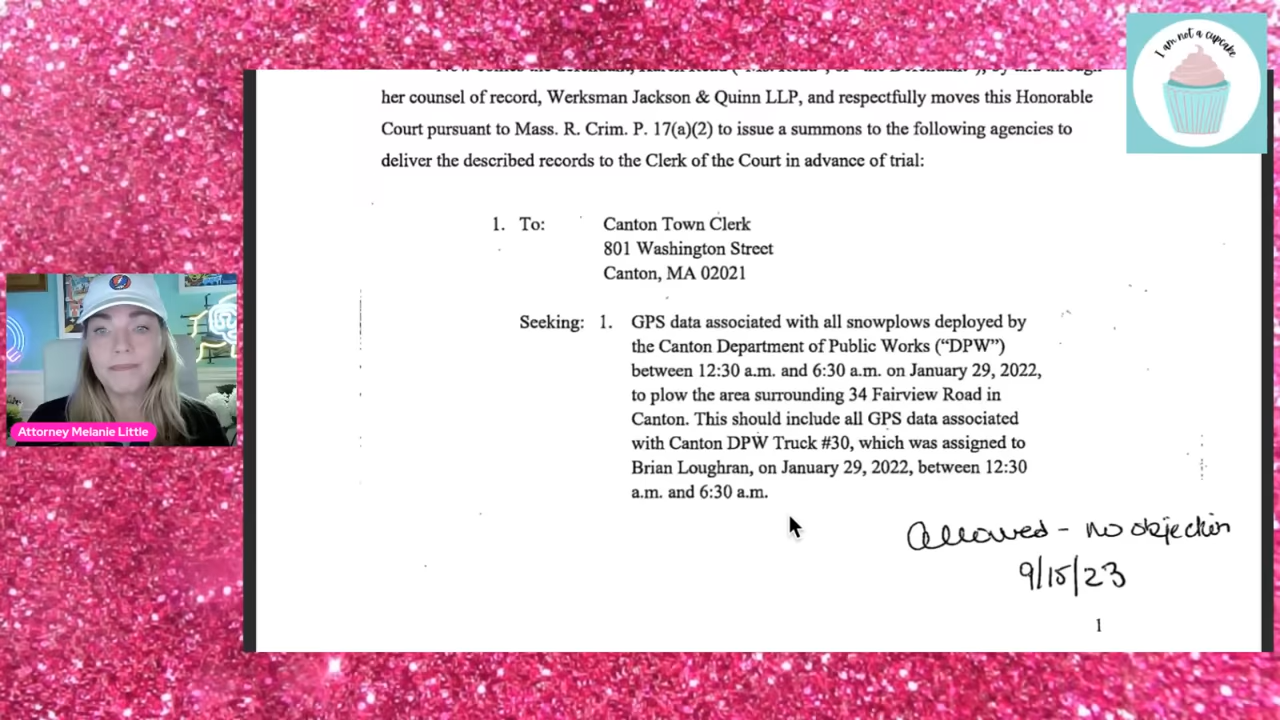 I am not a cupcake
her counsel of record, Werksman Jackson & Quinn LLP, and respectfully moves this Honorable
Court pursuant to Mass. R. Crim. P. 17(a)(2) to issue a summons to the following agencies to
deliver the described records to the Clerk of the Court in advance of trial:
1. To: Canton Town Clerk
801 Washington Street
Canton, MA 02021
Seeking: 1. GPS data associated with all snowplows deployed by
the Canton Department of Public Works (“DPW”)
between 12:30 a.m. and 6:30 a.m. on January 29, 2022,
to plow the area surrounding 34 Fairview Road in
Canton. This should include all GPS data associated
with Canton DPW Truck #30, which was assigned to
Brian Loughran, on January 29, 2022, between 12:30
a.m. and 6:30 a.m.
Allowed - no objection
9/15/23
1
Attorney Melanie Little